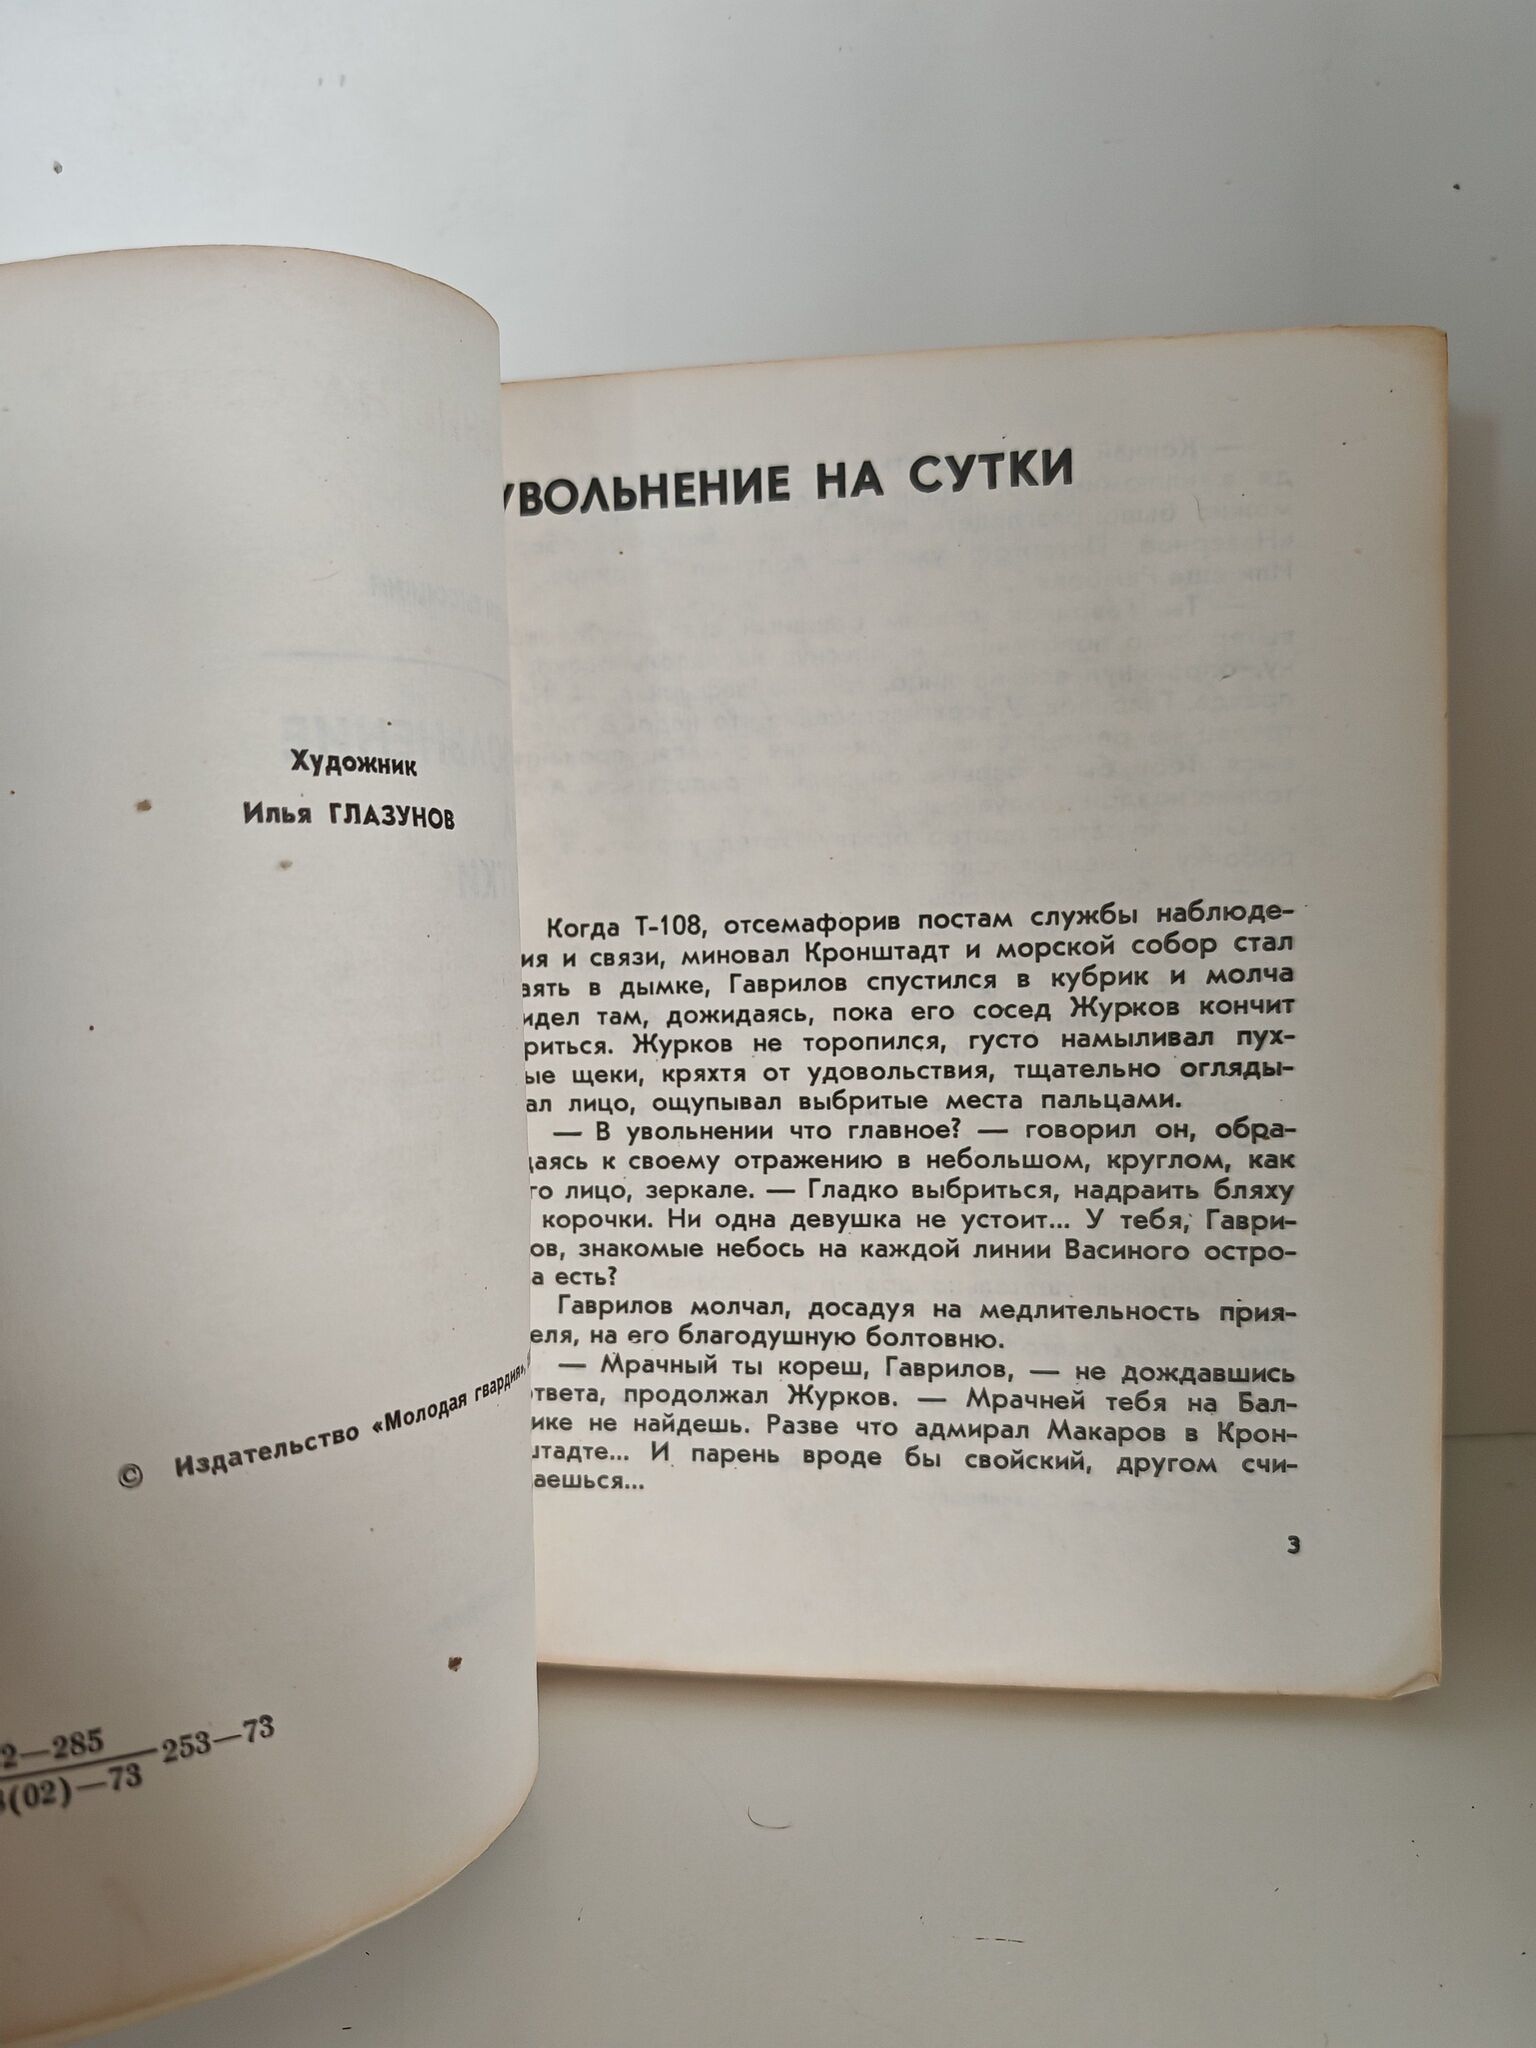 Художник
Илья ГЛАЗУНОВ
© Издательство «Молодая гвардия»,
2—285
(02)—73
253—73
УВОЛЬНЕНИЕ НА СУТКИ
Когда Т-108, отсемафорив постам службы наблюде-
ия и связи, миновал Кронштадт и морской собор стал
аять в дымке, Гаврилов спустился в кубрик и молча
идел там, дожидаясь, пока его сосед Журков кончит
риться. Журков не торопился, густо намыливал пух-
ые щеки, кряхтя от удовольствия, тщательно огляды-
ал лицо, ощупывал выбритые места пальцами.
— В увольнении что главное? — говорил он, обра-
щаясь к своему отражению в небольшом, круглом, как
го лицо, зеркале. — Гладко выбриться, надраить бляху
корочки. Ни одна девушка не устоит... У тебя, Гаври-
ов, знакомые небось на каждой линии Васиного остро-
а есть?
Гаврилов молчал, досадуя на медлительность прия-
еля, на его благодушную болтовню.
— Мрачный ты кореш, Гаврилов, — не дождавшись
ответа, продолжал Журков. — Мрачней тебя на Бал-
ике не найдешь. Разве что адмирал Макаров в Крон-
штадте... И парень вроде бы свойский, другом счи-
аешься...
3